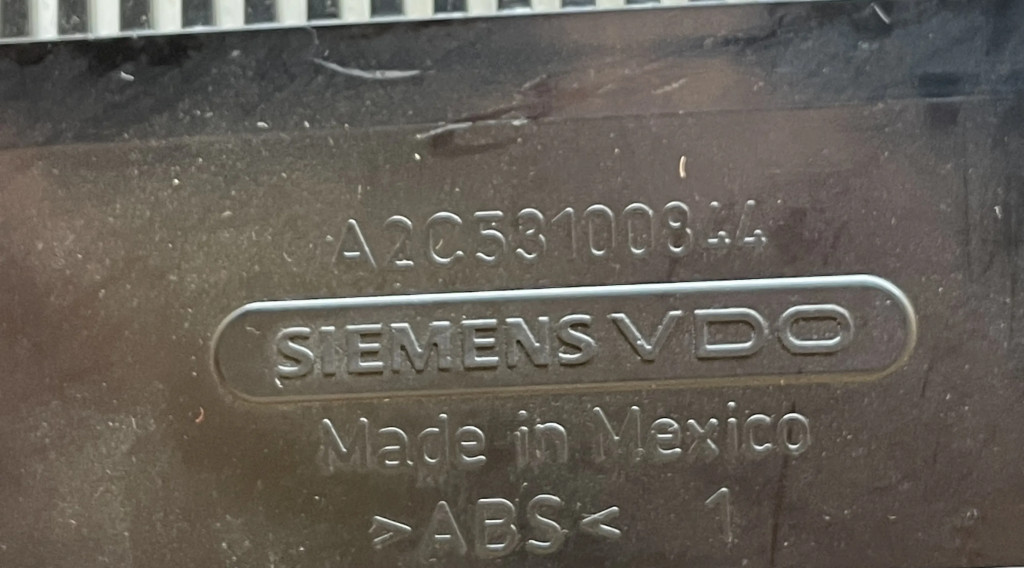 A2C53100844
SIEMENS VDO
Made in Mexico
>ABS< 1